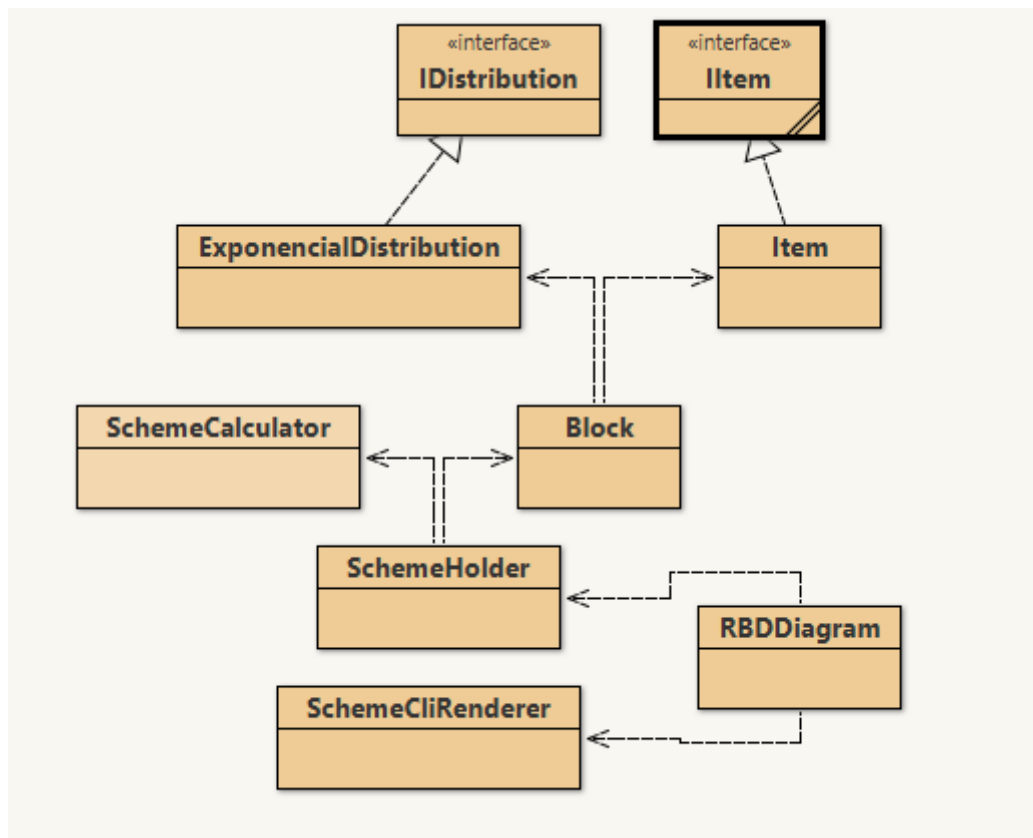 «interface»
IDistribution
«interface»
IItem
ExponencialDistribution
Item
SchemeCalculator
Block
SchemeHolder
RBDDiagram
SchemeCliRenderer